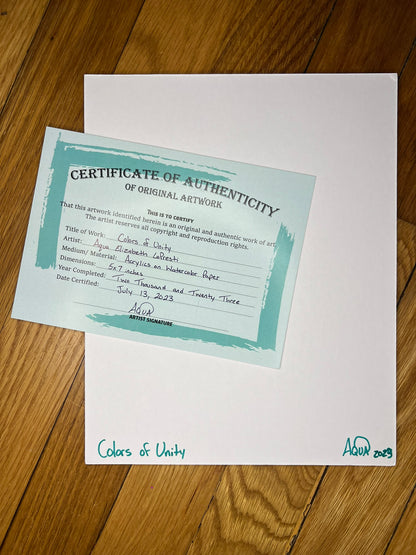 CERTIFICATE OF AUTHENTICITY
OF ORIGINAL ARTWORK
THIS IS TO CERTIFY
That this artwork identified herein is an original and authentic work of art.
The artist reserves all copyright and reproduction rights.
Title of Work: Colors of Unity
Artist: Aqua Elizabeth LoPresti
Medium/ Material: Acrylics on Watercolor Paper
Dimensions: 5x7 inches
Year Completed: Two Thousand and Twenty Three
Date Certified: July 13, 2023
AQUA
ARTIST SIGNATURE
Colors of Unity
AQUA 2023